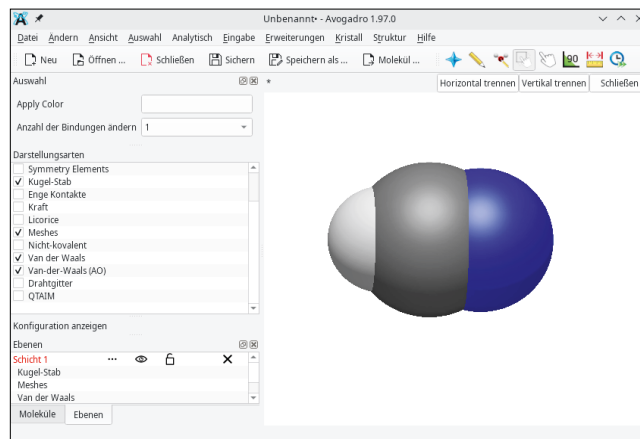 Unbenannt• - Avogadro 1.97.0
Datei Ändern Ansicht Auswahl Analytisch Eingabe Erweiterungen Kristall Struktur Hilfe
Neu Öffnen ... Schließen Sichern Speichern als ... Molekül ... 90
Auswahl
* Horizontal trennen Vertikal trennen Schließen
Apply Color
Anzahl der Bindungen ändern 1
Darstellungsarten
Symmetry Elements
Kugel-Stab
Enge Kontakte
Kraft
Licorice
Meshes
Nicht-kovalent
Van der Waals
Van-der-Waals (AO)
Drahtgitter
QTAIM
Konfiguration anzeigen
Ebenen
Schicht 1 ...
Kugel-Stab
Meshes
Van der Waals
Moleküle Ebenen